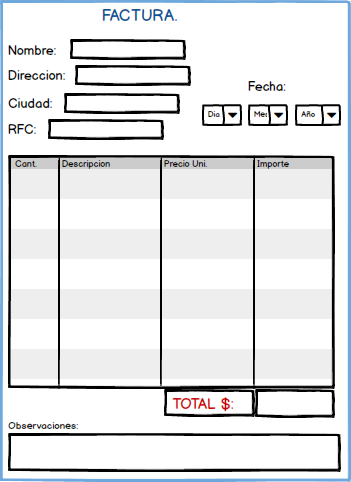 FACTURA.
Nombre:
Direccion:
Fecha:
Ciudad:
Dia Mes Año
RFC:
Cant. Descripcion Precio Uni. Importe
TOTAL $:
Observaciones: